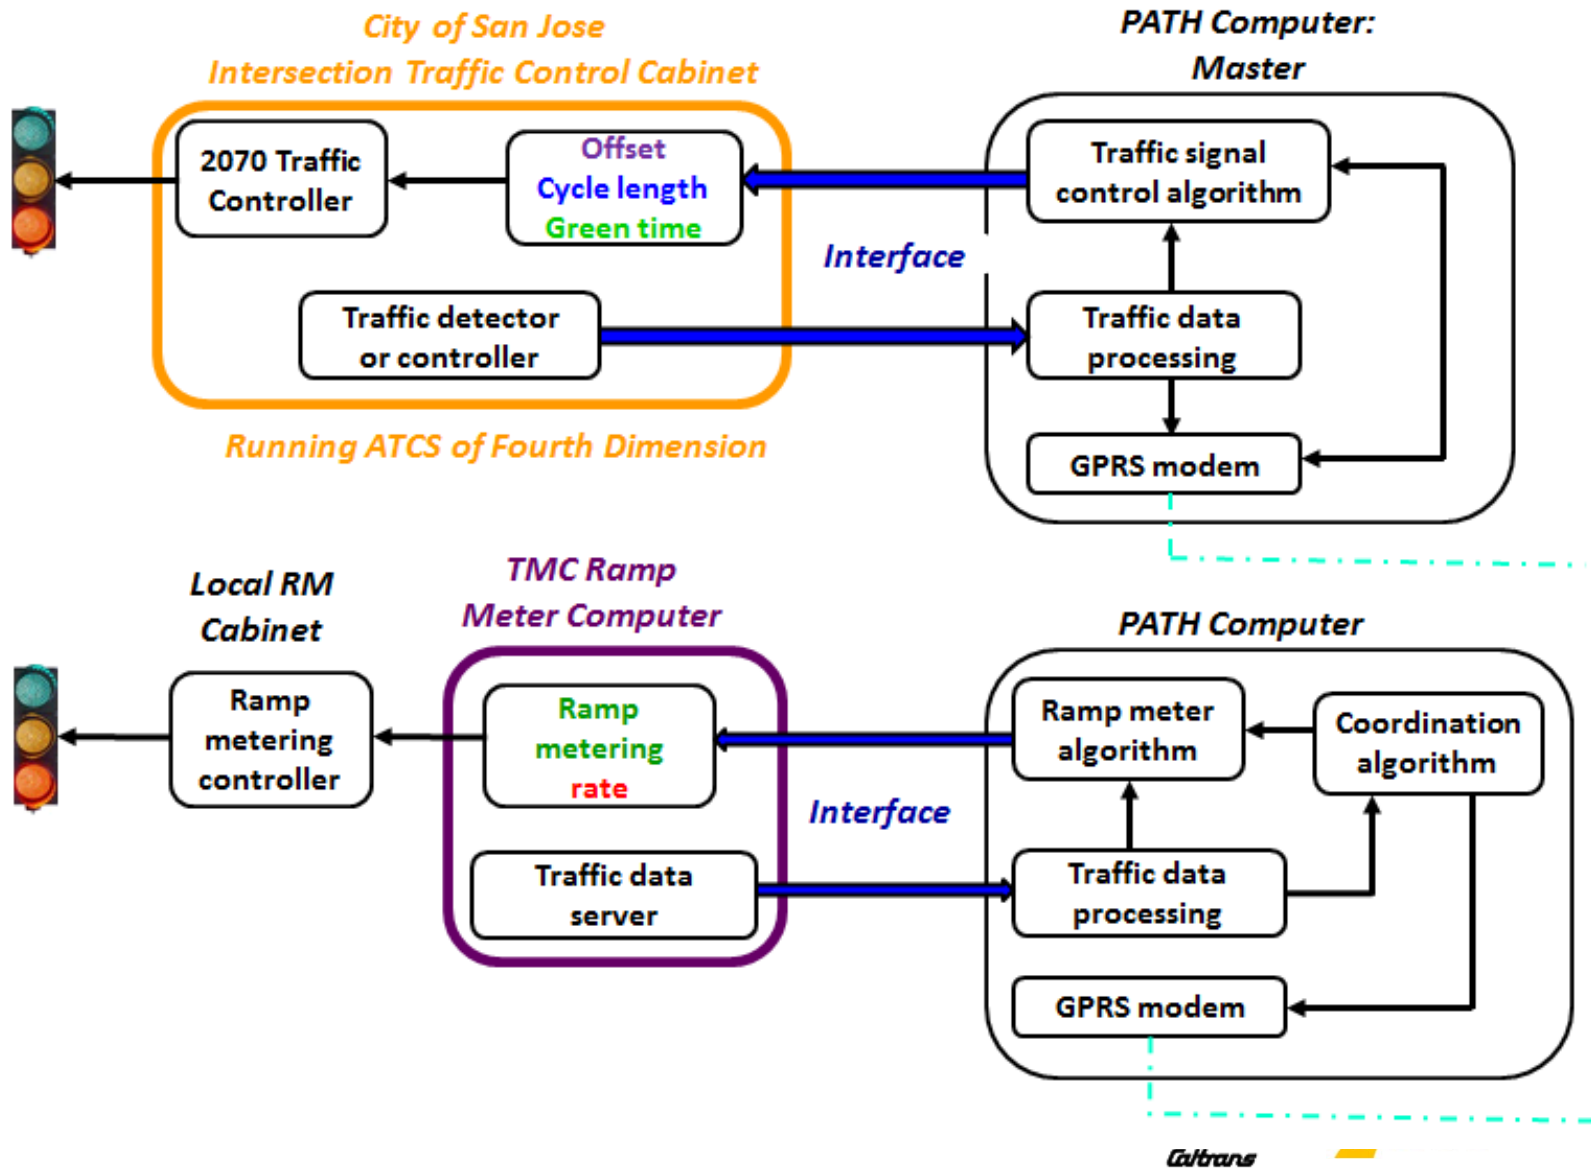 City of San Jose
Intersection Traffic Control Cabinet
PATH Computer:
Master
2070 Traffic
Controller
Offset
Cycle length
Green time
Traffic signal
control algorithm
Interface
Traffic detector
or controller
Traffic data
processing
GPRS modem
Running ATCS of Fourth Dimension
Local RM
Cabinet
TMC Ramp
Meter Computer
PATH Computer
Ramp
metering
controller
Ramp
metering
rate
Ramp meter
algorithm
Coordination
algorithm
Interface
Traffic data
server
Traffic data
processing
GPRS modem
Caltrans